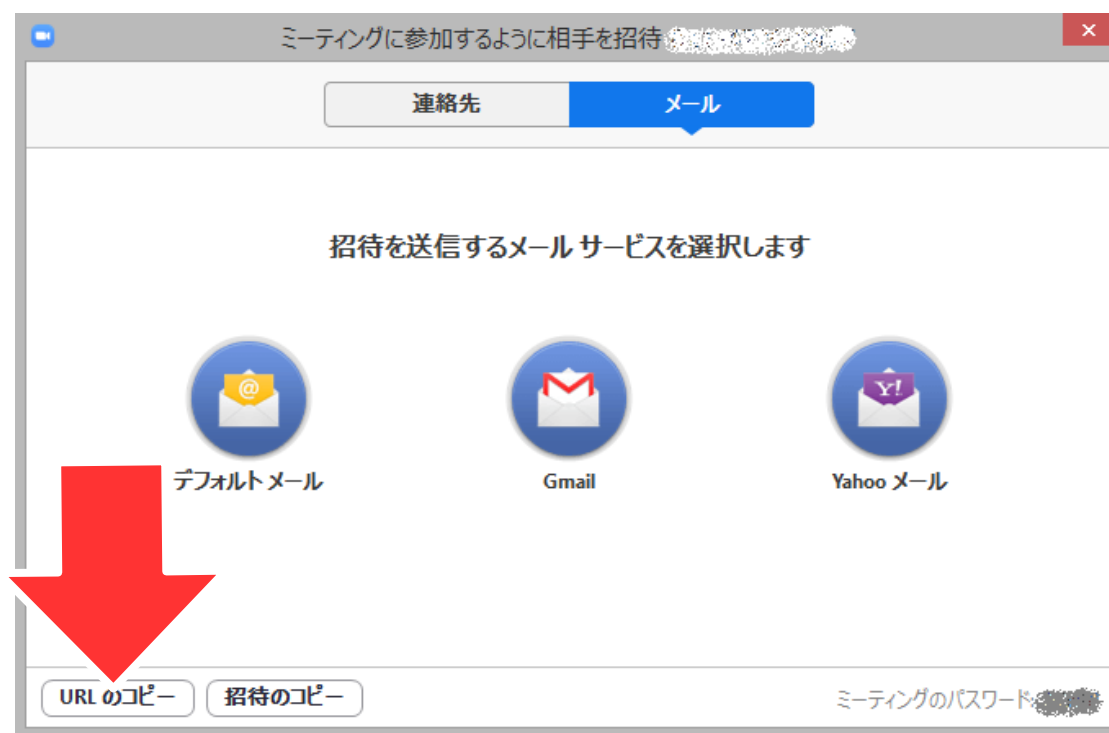 ミーティングに参加するように相手を招待
連絡先
メール
招待を送信するメール サービスを選択します
@
Y!
デフォルト メール
Gmail
Yahoo メール
URL のコピー
招待のコピー
ミーティングのパスワード: